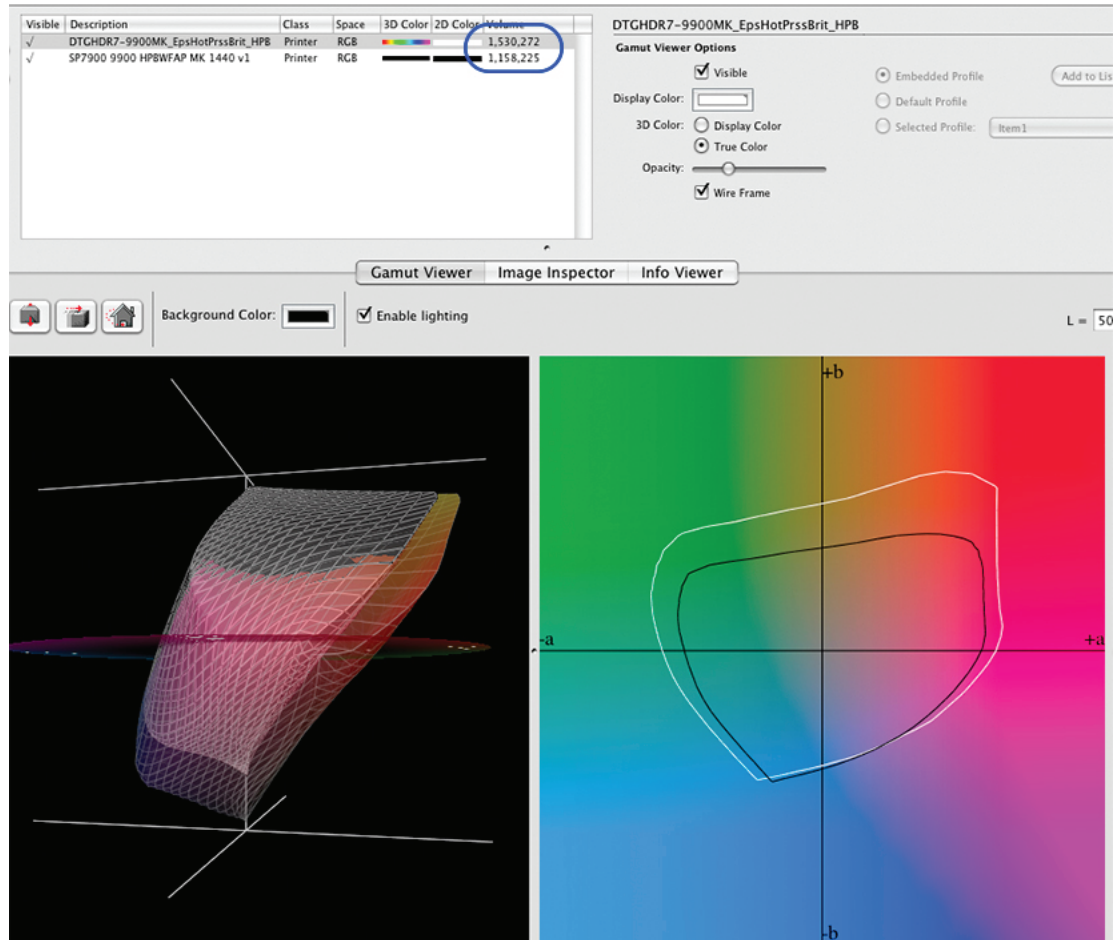 Visible Description Class Space 3D Color 2D Color Volume
√ DTGHDR7-9900MK_EpsHotPrssBrit_HPB Printer RGB 1,530,272
√ SP7900 9900 HPBWFAP MK 1440 v1 Printer RGB 1,158,225
DTGHDR7-9900MK_EpsHotPrssBrit_HPB
Gamut Viewer Options
Visible
Embedded Profile
Add to Lis
Display Color:
Default Profile
3D Color: Display Color
Selected Profile: Item1
True Color
Opacity:
Wire Frame
Gamut Viewer Image Inspector Info Viewer
Background Color: Enable lighting
L = 50
+b
-a +a
-b